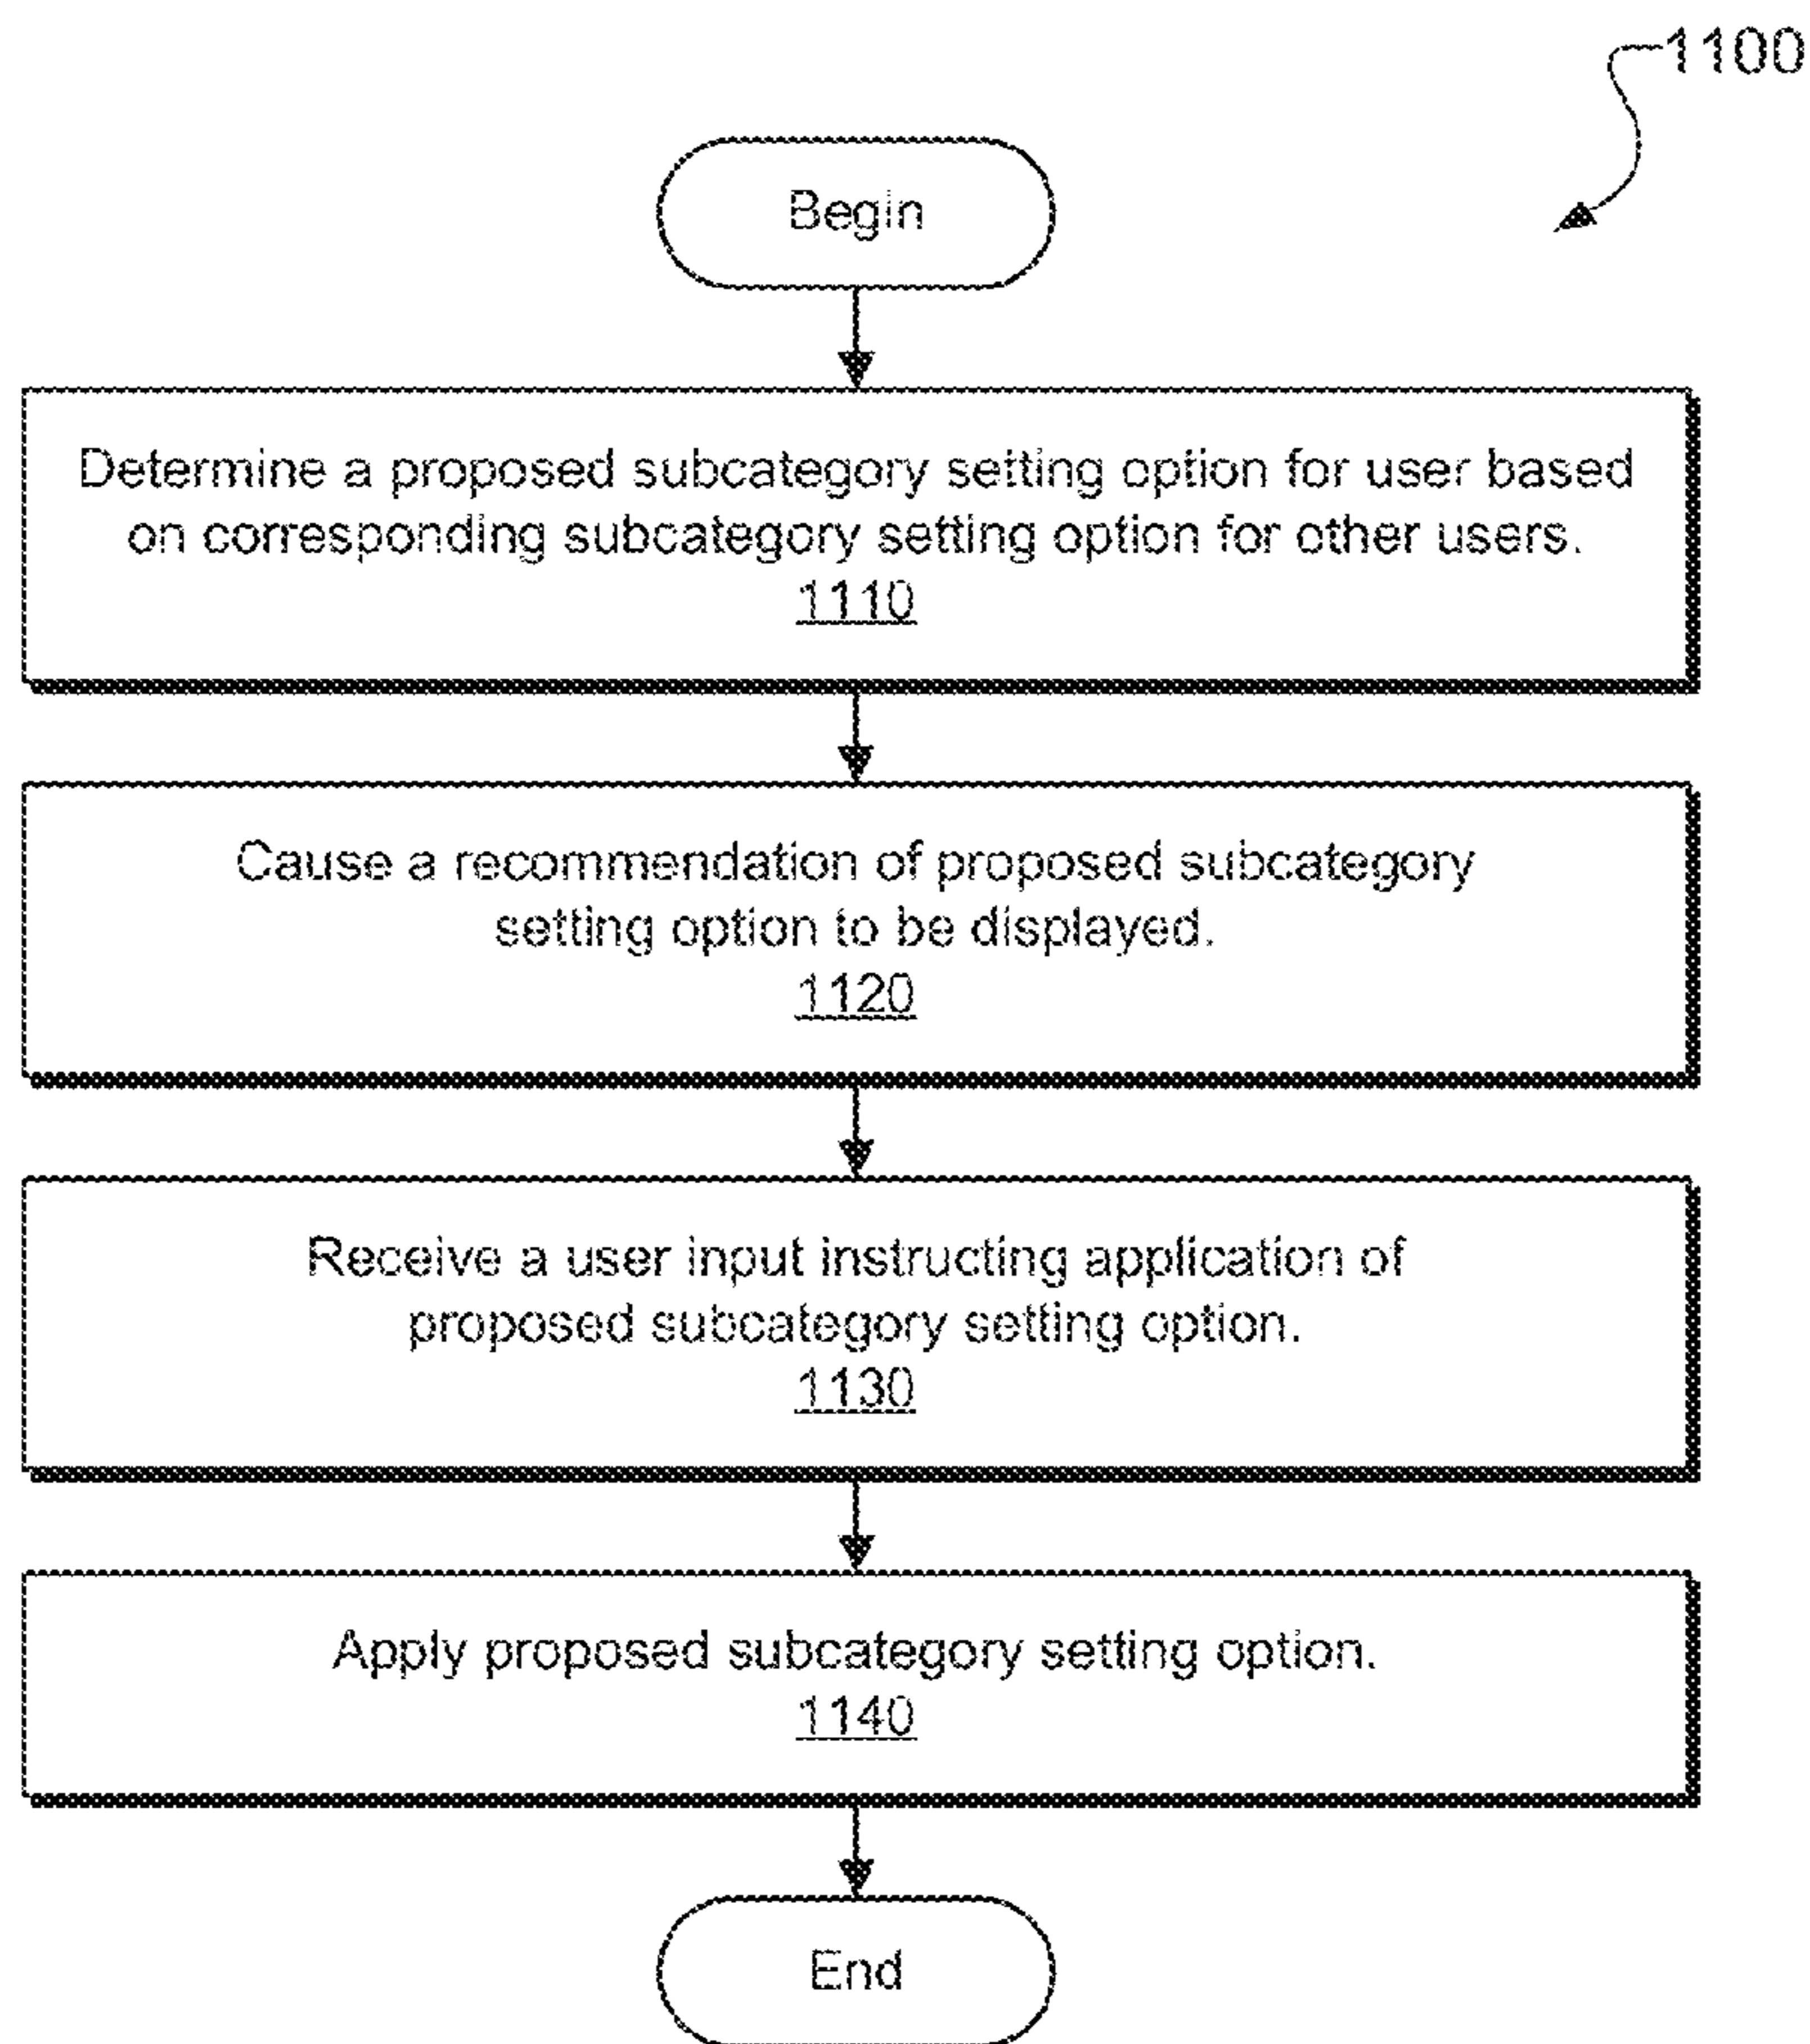 1100
Begin
Determine a proposed subcategory setting option for user based
on corresponding subcategory setting option for other users.
1110
Cause a recommendation of proposed subcategory
setting option to be displayed.
1120
Receive a user input instructing application of
proposed subcategory setting option.
1130
Apply proposed subcategory setting option.
1140
End